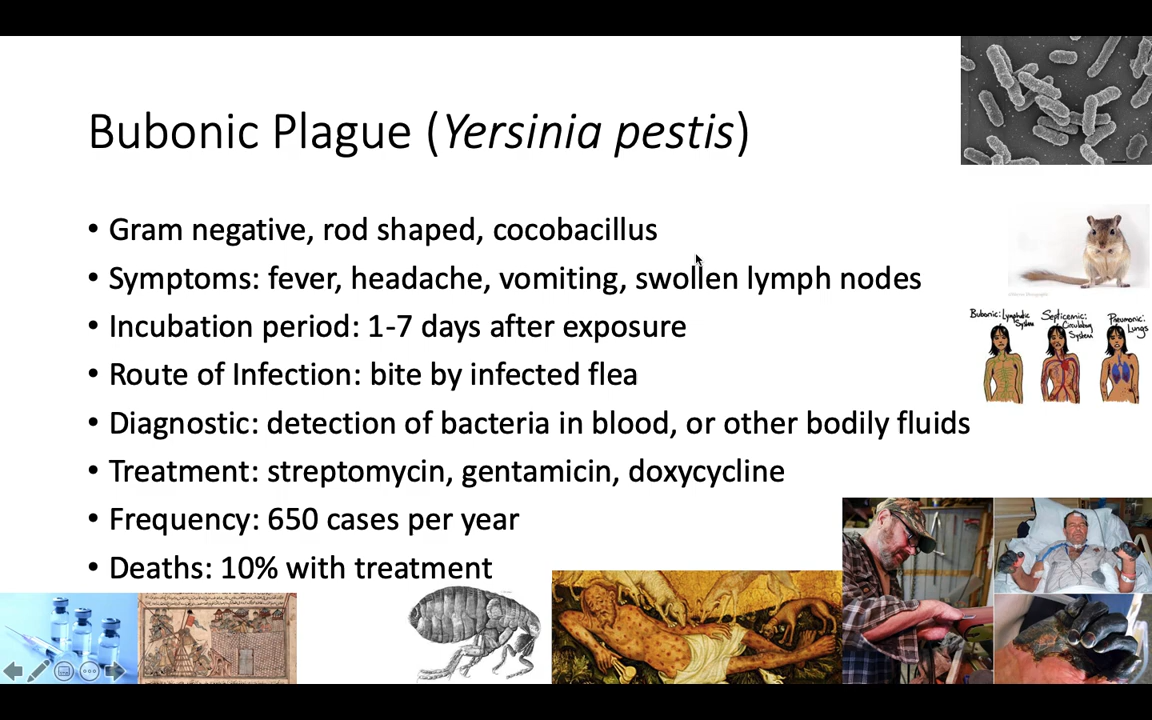 Bubonic Plague (Yersinia pestis)
• Gram negative, rod shaped, cocobacillus
• Symptoms: fever, headache, vomiting, swollen lymph nodes
• Incubation period: 1-7 days after exposure
• Route of Infection: bite by infected flea
• Diagnostic: detection of bacteria in blood, or other bodily fluids
• Treatment: streptomycin, gentamicin, doxycycline
• Frequency: 650 cases per year
• Deaths: 10% with treatment
Bubonic: Lymphatic System
Septicemic: Circulatory System
Pneumonic: Lungs